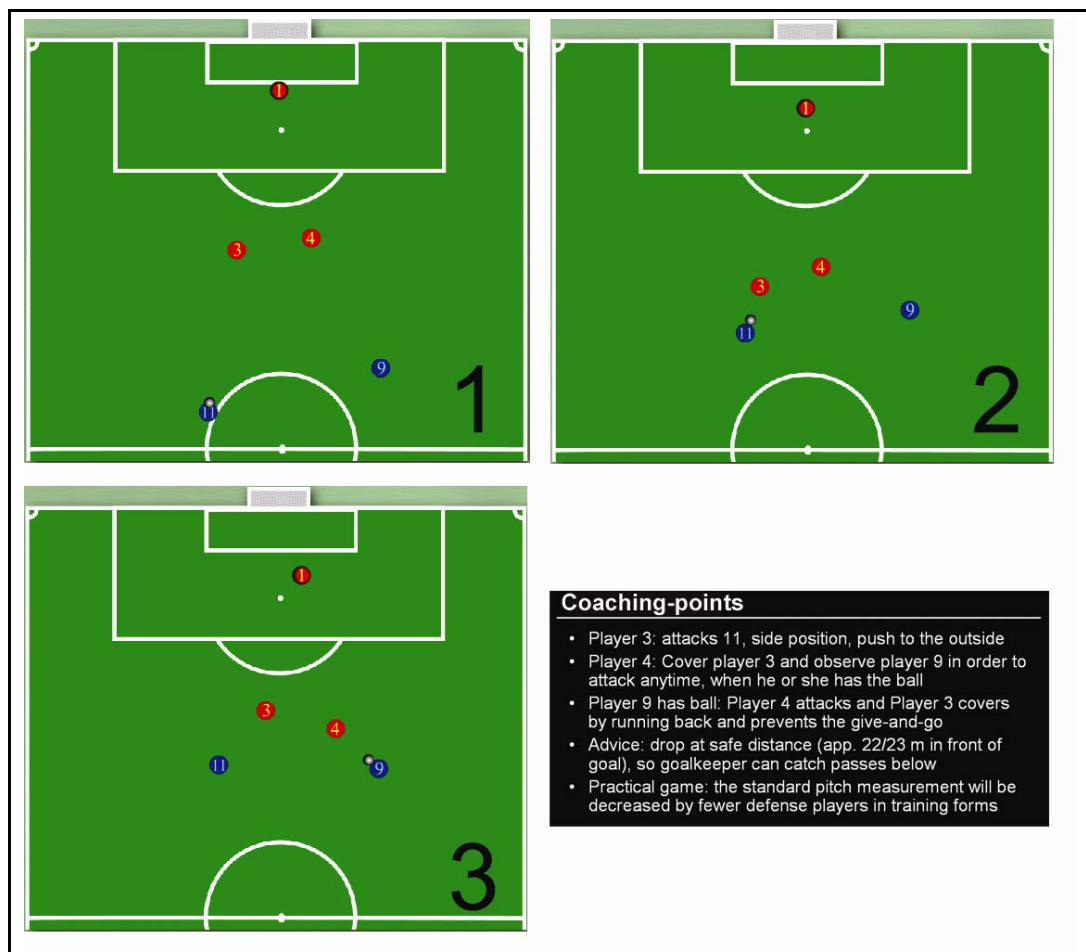 1
3
4
9
11
1
1
3
4
9
11
2
1
3
4
11
9
3
Coaching-points
• Player 3: attacks 11, side position, push to the outside
• Player 4: Cover player 3 and observe player 9 in order to
attack anytime, when he or she has the ball
• Player 9 has ball: Player 4 attacks and Player 3 covers
by running back and prevents the give-and-go
• Advice: drop at safe distance (app. 22/23 m in front of
goal), so goalkeeper can catch passes below
• Practical game: the standard pitch measurement will be
decreased by fewer defense players in training forms